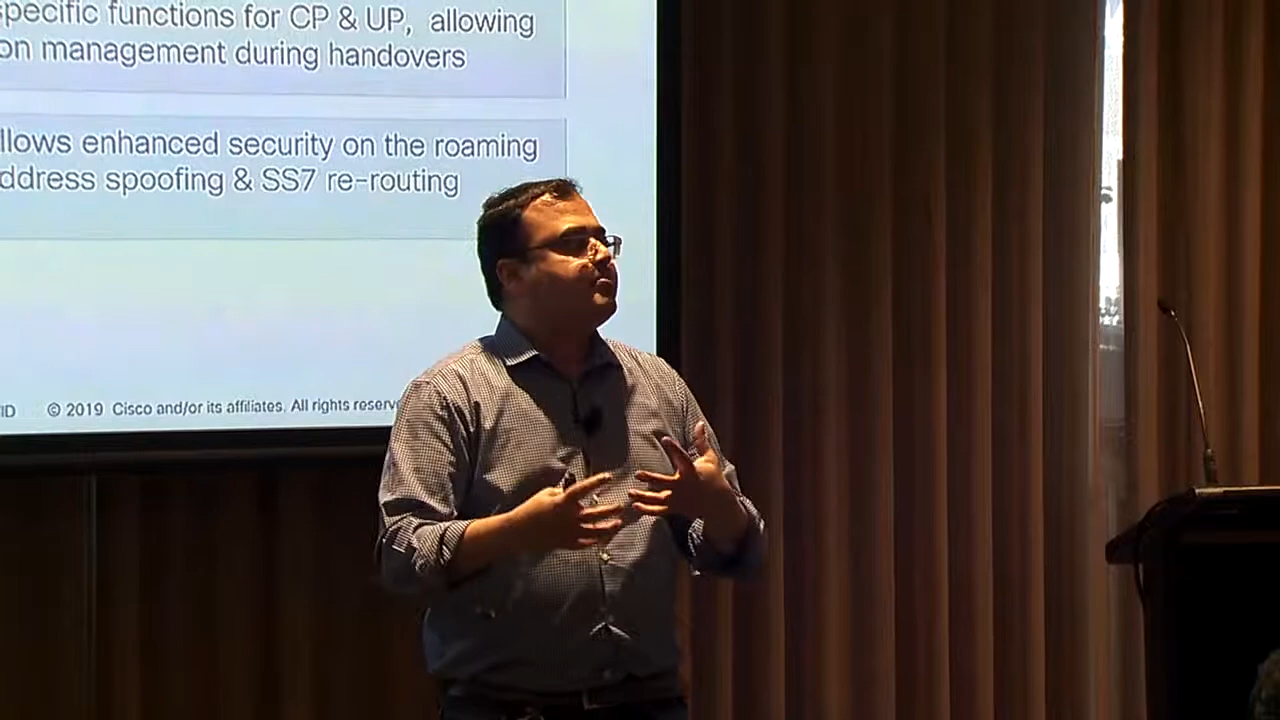 specific functions for CP & UP, allowing
on management during handovers
llows enhanced security on the roaming
ddress spoofing & SS7 re-routing
ID © 2019 Cisco and/or its affiliates. All rights reserve